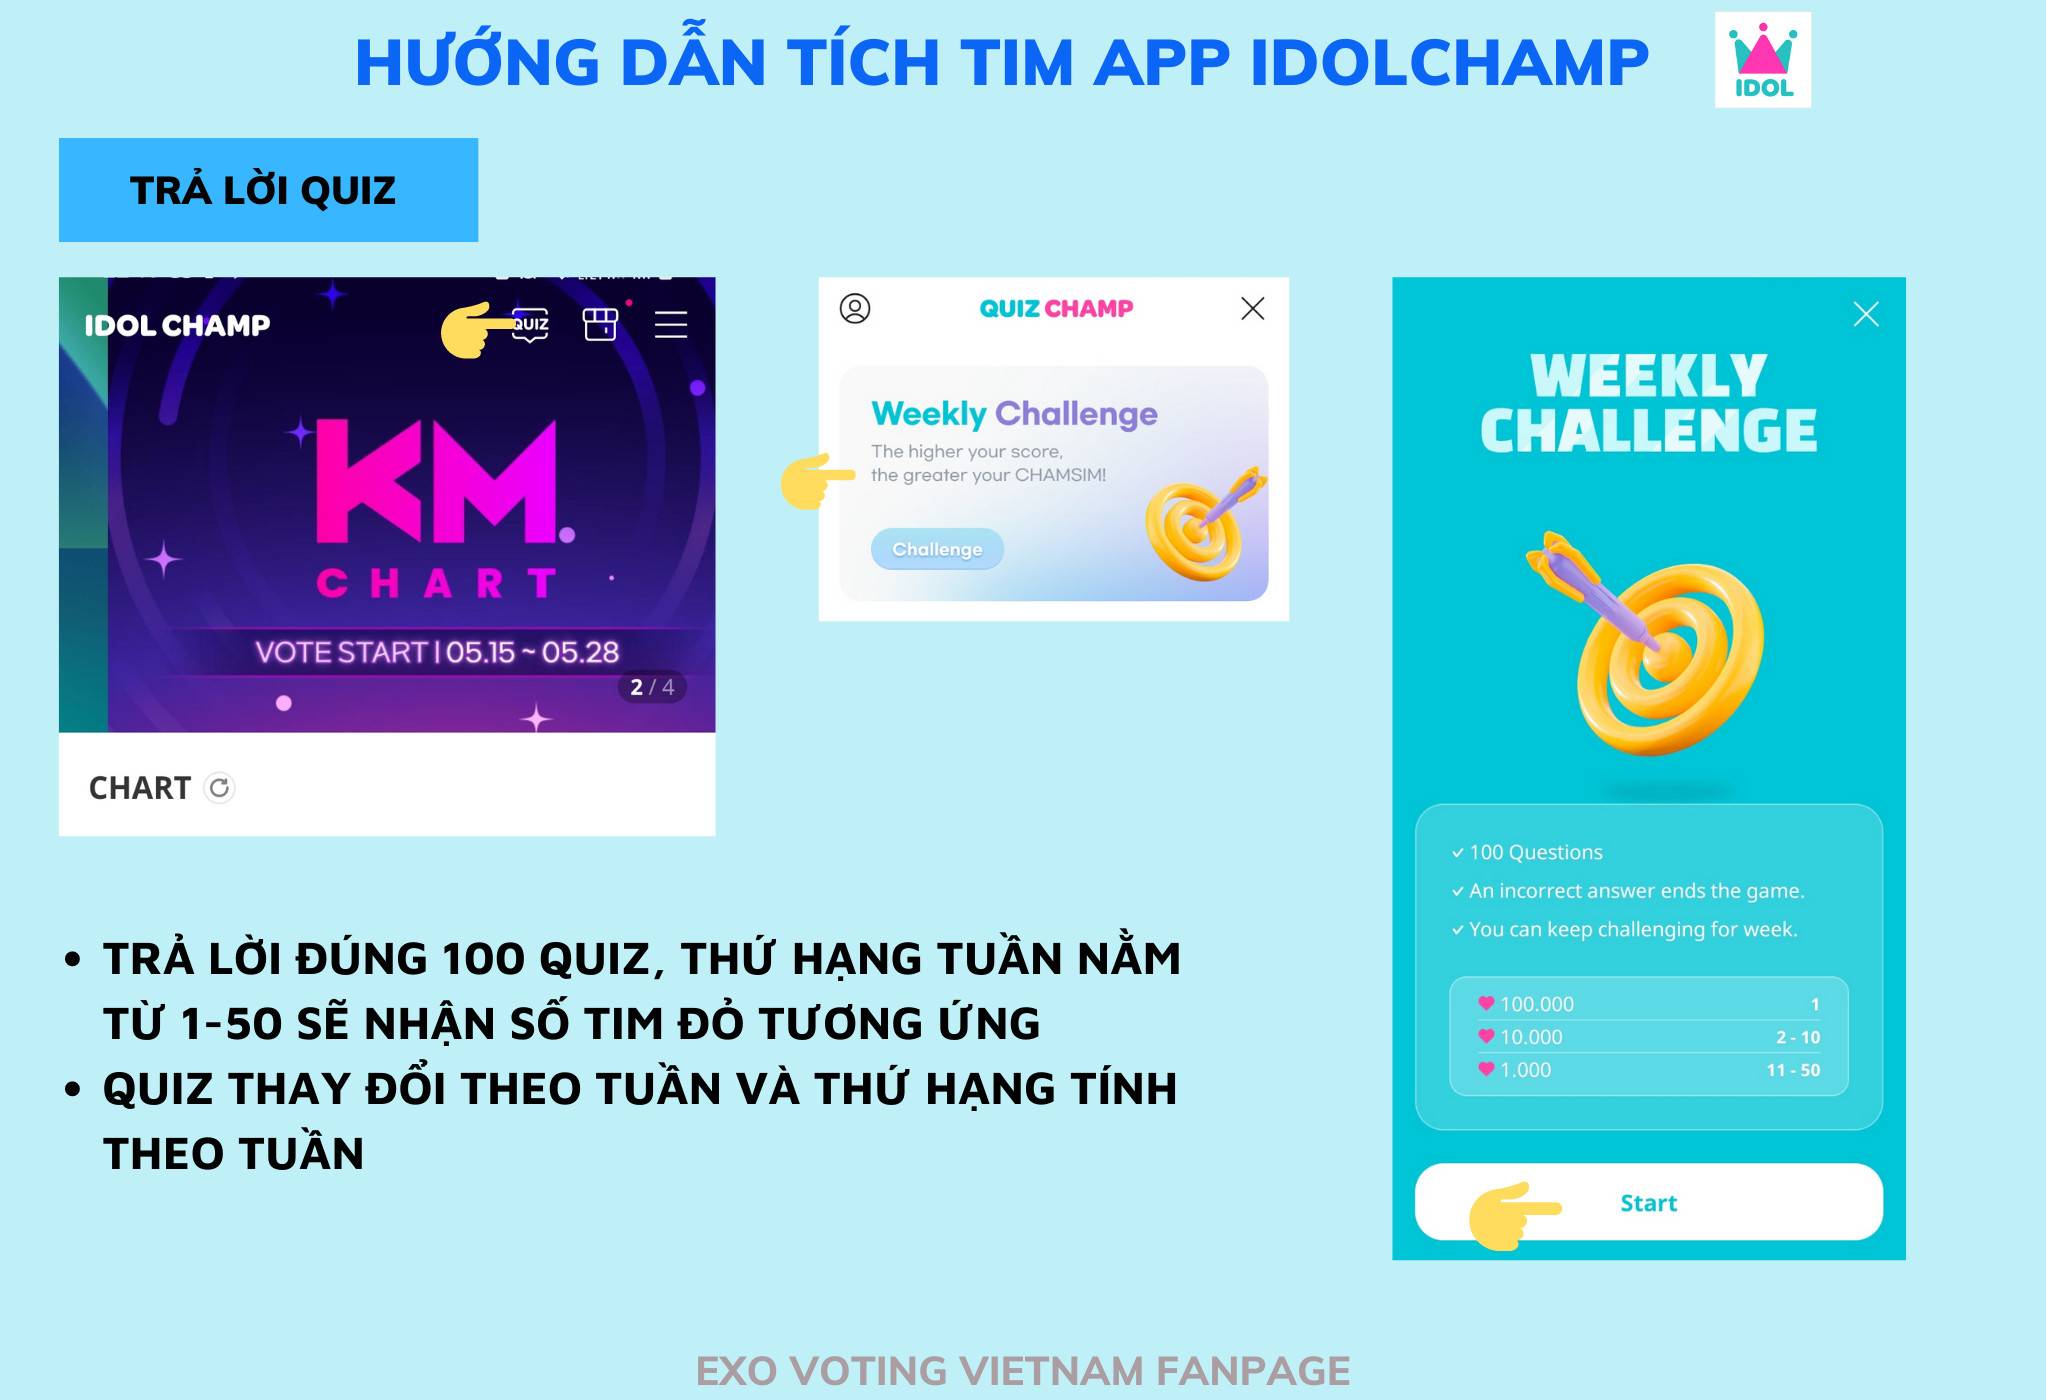 HƯỚNG DẪN TÍCH TIM APP IDOLCHAMP
IDOL
TRẢ LỜI QUIZ
IDOL CHAMP
QUIZ
KM.
CHART
VOTE START | 05.15 ~ 05.28
2 / 4
CHART
QUIZ CHAMP
Weekly Challenge
The higher your score,
the greater your CHAMSIM!
Challenge
WEEKLY
CHALLENGE
✓ 100 Questions
✓ An incorrect answer ends the game.
✓ You can keep challenging for week.
♥ 100.000 1
♥ 10.000 2 - 10
♥ 1.000 11 - 50
Start
• TRẢ LỜI ĐÚNG 100 QUIZ, THỨ HẠNG TUẦN NẰM
TỪ 1-50 SẼ NHẬN SỐ TIM ĐỎ TƯƠNG ỨNG
• QUIZ THAY ĐỔI THEO TUẦN VÀ THỨ HẠNG TÍNH
THEO TUẦN
EXO VOTING VIETNAM FANPAGE